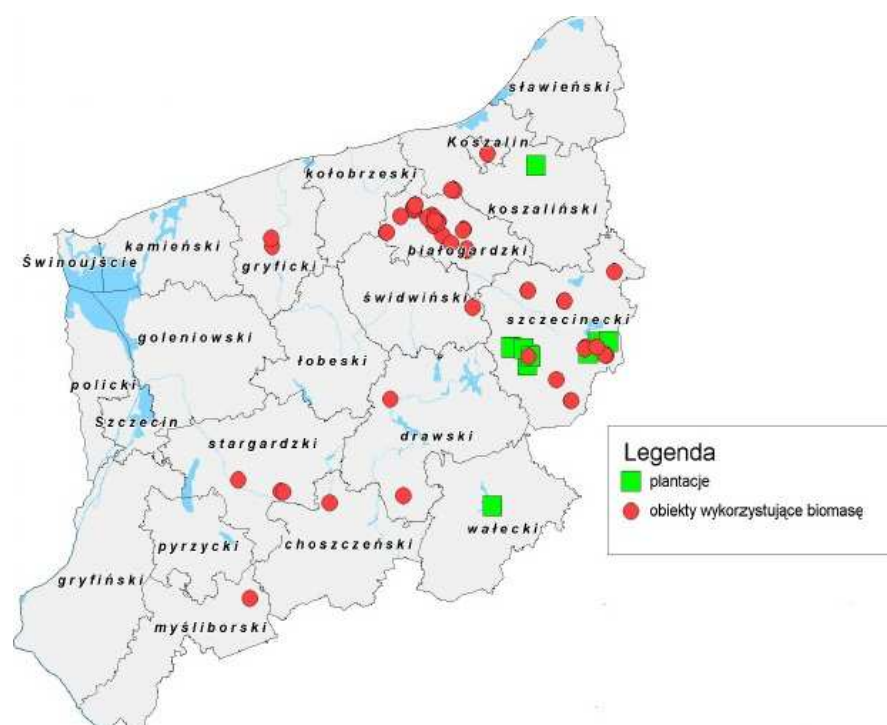 sławieński
Koszalin
kołobrzeski
koszaliński
kamieński
białogardzki
Świnoujście
gryficki
świdwiński
szczecinecki
goleniowski
łobeski
policki
Szczecin
stargardzki
drawski
Legenda
plantacje
obiekty wykorzystujące biomasę
wałecki
pyrzycki
choszczeński
gryfiński
myśliborski